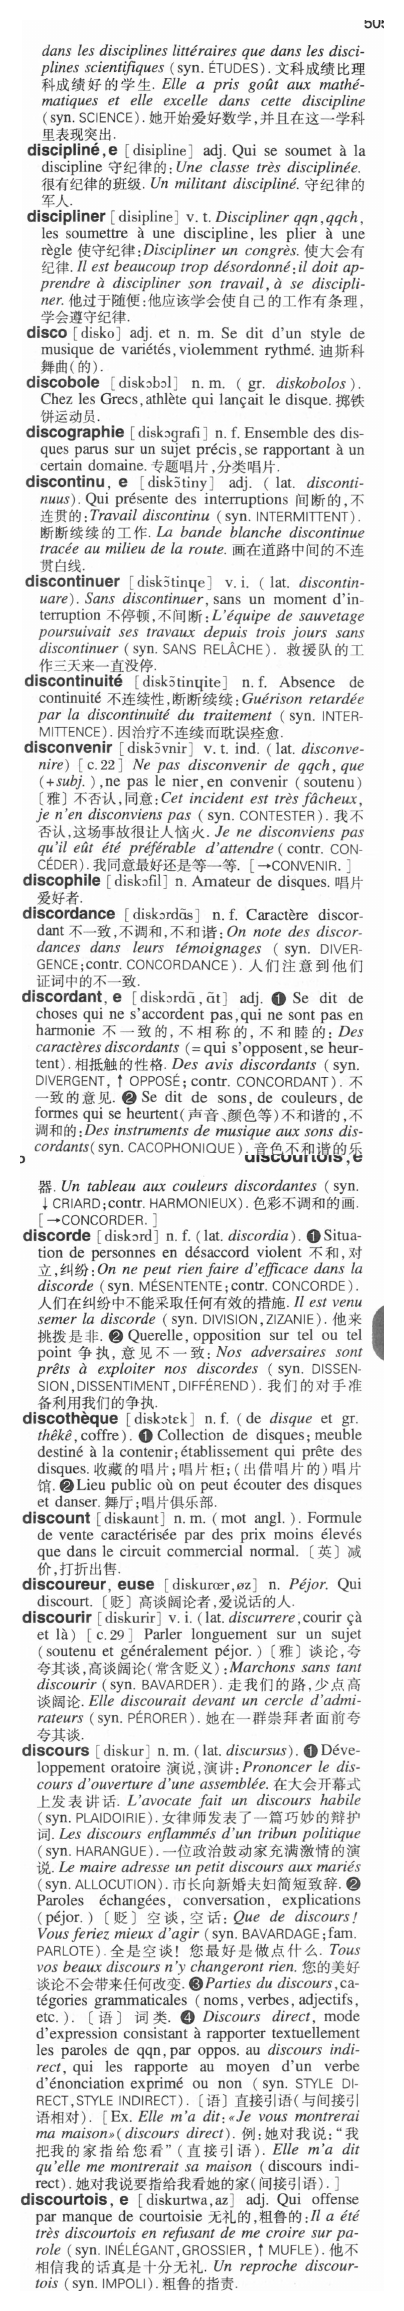 505
dans les disciplines littéraires que dans les disci-
plines scientifiques (syn. ÉTUDES). 文科成绩比理
科成绩好的学生. Elle a pris goût aux mathé-
matiques et elle excelle dans cette discipline
(syn. SCIENCE). 她开始爱好数学,并且在这一学科
里表现突出.
discipliné,e [disipline] adj. Qui se soumet à la
discipline 守纪律的: Une classe très disciplinée.
很有纪律的班级. Un militant discipliné. 守纪律的
军人.
discipliner [disipline] v. t. Discipliner qqn, qqch,
les soumettre à une discipline, les plier à une
règle 使守纪律: Discipliner un congrès. 使大会有
纪律. Il est beaucoup trop désordonné; il doit ap-
prendre à discipliner son travail, à se discipli-
ner. 他过于随便;他应该学会使自己的工作有条理,
学会遵守纪律.
disco [disko] adj. et n. m. Se dit d'un style de
musique de variétés, violemment rythmé. 迪斯科
舞曲(的).
discobole [diskɔbɔl] n. m. ( gr. diskobolos ).
Chez les Grecs, athlète qui lançait le disque. 掷铁
饼运动员.
discographie [diskɔgrafi] n. f. Ensemble des dis-
ques parus sur un sujet précis, se rapportant à un
certain domaine. 专题唱片,分类唱片.
discontinu, e [diskɔ̃tiny] adj. ( lat. disconti-
nuus). Qui présente des interruptions 间断的,不
连贯的: Travail discontinu ( syn. INTERMITTENT ).
断断续续的工作. La bande blanche discontinue
tracée au milieu de la route. 画在道路中间的不连
贯白线.
discontinuer [diskɔ̃tinɥe] v. i. ( lat. discontin-
uare). Sans discontinuer, sans un moment d'in-
terruption 不停顿,不间断: L'équipe de sauvetage
poursuivait ses travaux depuis trois jours sans
discontinuer ( syn. SANS RELÂCHE ). 救援队的工
作三天来一直没停.
discontinuité [diskɔ̃tinɥite] n. f. Absence de
continuité 不连续性,断断续续: Guérison retardée
par la discontinuité du traitement ( syn. INTER-
MITTENCE ). 因治疗不连续而耽误痊愈.
disconvenir [diskɔ̃vnir] v. t. ind. ( lat. disconve-
nire) [c. 22] Ne pas disconvenir de qqch, que
(+subj. ), ne pas le nier, en convenir (soutenu)
〔雅〕不否认,同意: Cet incident est très fâcheux,
je n'en disconviens pas ( syn. CONTESTER ). 我不
否认,这场事故很让人恼火. Je ne disconviens pas
qu'il eût été préférable d'attendre ( contr. CON-
CÉDER ). 我同意最好还是等一等. [→CONVENIR. ]
discophile [diskɔfil] n. Amateur de disques. 唱片
爱好者.
discordance [diskɔrdɑ̃s] n. f. Caractère discor-
dant 不一致,不调和,不和谐: On note des discor-
dances dans leurs témoignages ( syn. DIVER-
GENCE; contr. CONCORDANCE ). 人们注意到他们
证词中的不一致.
discordant, e [diskɔrdɑ̃, ɑ̃t] adj. ❶ Se dit de
choses qui ne s'accordent pas, qui ne sont pas en
harmonie 不一致的,不相称的,不和睦的: Des
caractères discordants (= qui s'opposent, se heur-
tent). 相抵触的性格. Des avis discordants ( syn.
DIVERGENT, ↑ OPPOSÉ; contr. CONCORDANT ). 不
一致的意见. ❷ Se dit de sons, de couleurs, de
formes qui se heurtent(声音、颜色等)不和谐的,不
调和的: Des instruments de musique aux sons dis-
cordants( syn. CACOPHONIQUE ). 音色不和谐的乐
discourtois, e
器. Un tableau aux couleurs discordantes ( syn.
↓ CRIARD; contr. HARMONIEUX ). 色彩不调和的画.
[→CONCORDER. ]
discorde [diskɔrd] n. f. ( lat. discordia). ❶ Situa-
tion de personnes en désaccord violent 不和,对
立,纠纷: On ne peut rien faire d'efficace dans la
discorde ( syn. MÉSENTENTE; contr. CONCORDE ).
人们在纠纷中不能采取任何有效的措施. Il est venu
semer la discorde ( syn. DIVISION, ZIZANIE ). 他来
挑拨是非. ❷ Querelle, opposition sur tel ou tel
point 争执,意见不一致: Nos adversaires sont
prêts à exploiter nos discordes ( syn. DISSEN-
SION, DISSENTIMENT, DIFFÉREND ). 我们的对手准
备利用我们的争执.
discothèque [diskɔtɛk] n. f. ( de disque et gr.
thêkê, coffre ). ❶ Collection de disques; meuble
destiné à la contenir; établissement qui prête des
disques. 收藏的唱片;唱片柜;(出借唱片的)唱片
馆. ❷ Lieu public où on peut écouter des disques
et danser. 舞厅;唱片俱乐部.
discount [diskaunt] n. m. ( mot angl. ). Formule
de vente caractérisée par des prix moins élevés
que dans le circuit commercial normal. 〔英〕减
价,打折出售.
discoureur, euse [diskurœr, øz] n. Péjor. Qui
discourt. 〔贬〕高谈阔论者,爱说话的人.
discourir [diskurir] v. i. ( lat. discurrere, courir çà
et là) [c. 29] Parler longuement sur un sujet
(soutenu et généralement péjor. )〔雅〕谈论,夸
夸其谈,高谈阔论(常含贬义): Marchons sans tant
discourir ( syn. BAVARDER ). 走我们的路,少点高
谈阔论. Elle discourait devant un cercle d'admi-
rateurs ( syn. PÉRORER ). 她在一群崇拜者面前夸
夸其谈.
discours [diskur] n. m. ( lat. discursus). ❶ Déve-
loppement oratoire 演说,演讲: Prononcer le dis-
cours d'ouverture d'une assemblée. 在大会开幕式
上发表讲话. L'avocate fait un discours habile
( syn. PLAIDOIRIE ). 女律师发表了一篇巧妙的辩护
词. Les discours enflammés d'un tribun politique
( syn. HARANGUE ). 一位政治鼓动家充满激情的演
说. Le maire adresse un petit discours aux mariés
( syn. ALLOCUTION ). 市长向新婚夫妇简短致辞. ❷
Paroles échangées, conversation, explications
(péjor. )〔贬〕空谈,空话: Que de discours!
Vous feriez mieux d'agir ( syn. BAVARDAGE; fam.
PARLOTE ). 全是空谈! 您最好是做点什么. Tous
vos beaux discours n'y changeront rien. 您的美好
谈论不会带来任何改变. ❸ Parties du discours, ca-
tégories grammaticales ( noms, verbes, adjectifs,
etc. ). 〔语〕词类. ❹ Discours direct, mode
d'expression consistant à rapporter textuellement
les paroles de qqn, par oppos. au discours indi-
rect, qui les rapporte au moyen d'un verbe
d'énonciation exprimé ou non ( syn. STYLE DI-
RECT, STYLE INDIRECT ). 〔语〕直接引语(与间接引
语相对). [Ex. Elle m'a dit: «Je vous montrerai
ma maison» ( discours direct). 例:她对我说:“我
把我的家指给您看”(直接引语). Elle m'a dit
qu'elle me montrerait sa maison ( discours indi-
rect). 她对我说要指给我看她的家(间接引语). ]
discourtois, e [diskurtwa, az] adj. Qui offense
par manque de courtoisie 无礼的,粗鲁的: Il a été
très discourtois en refusant de me croire sur pa-
role ( syn. INÉLÉGANT, GROSSIER, ↑ MUFLE ). 他不
相信我的话真是十分无礼. Un reproche discour-
tois ( syn. IMPOLI ). 粗鲁的指责.